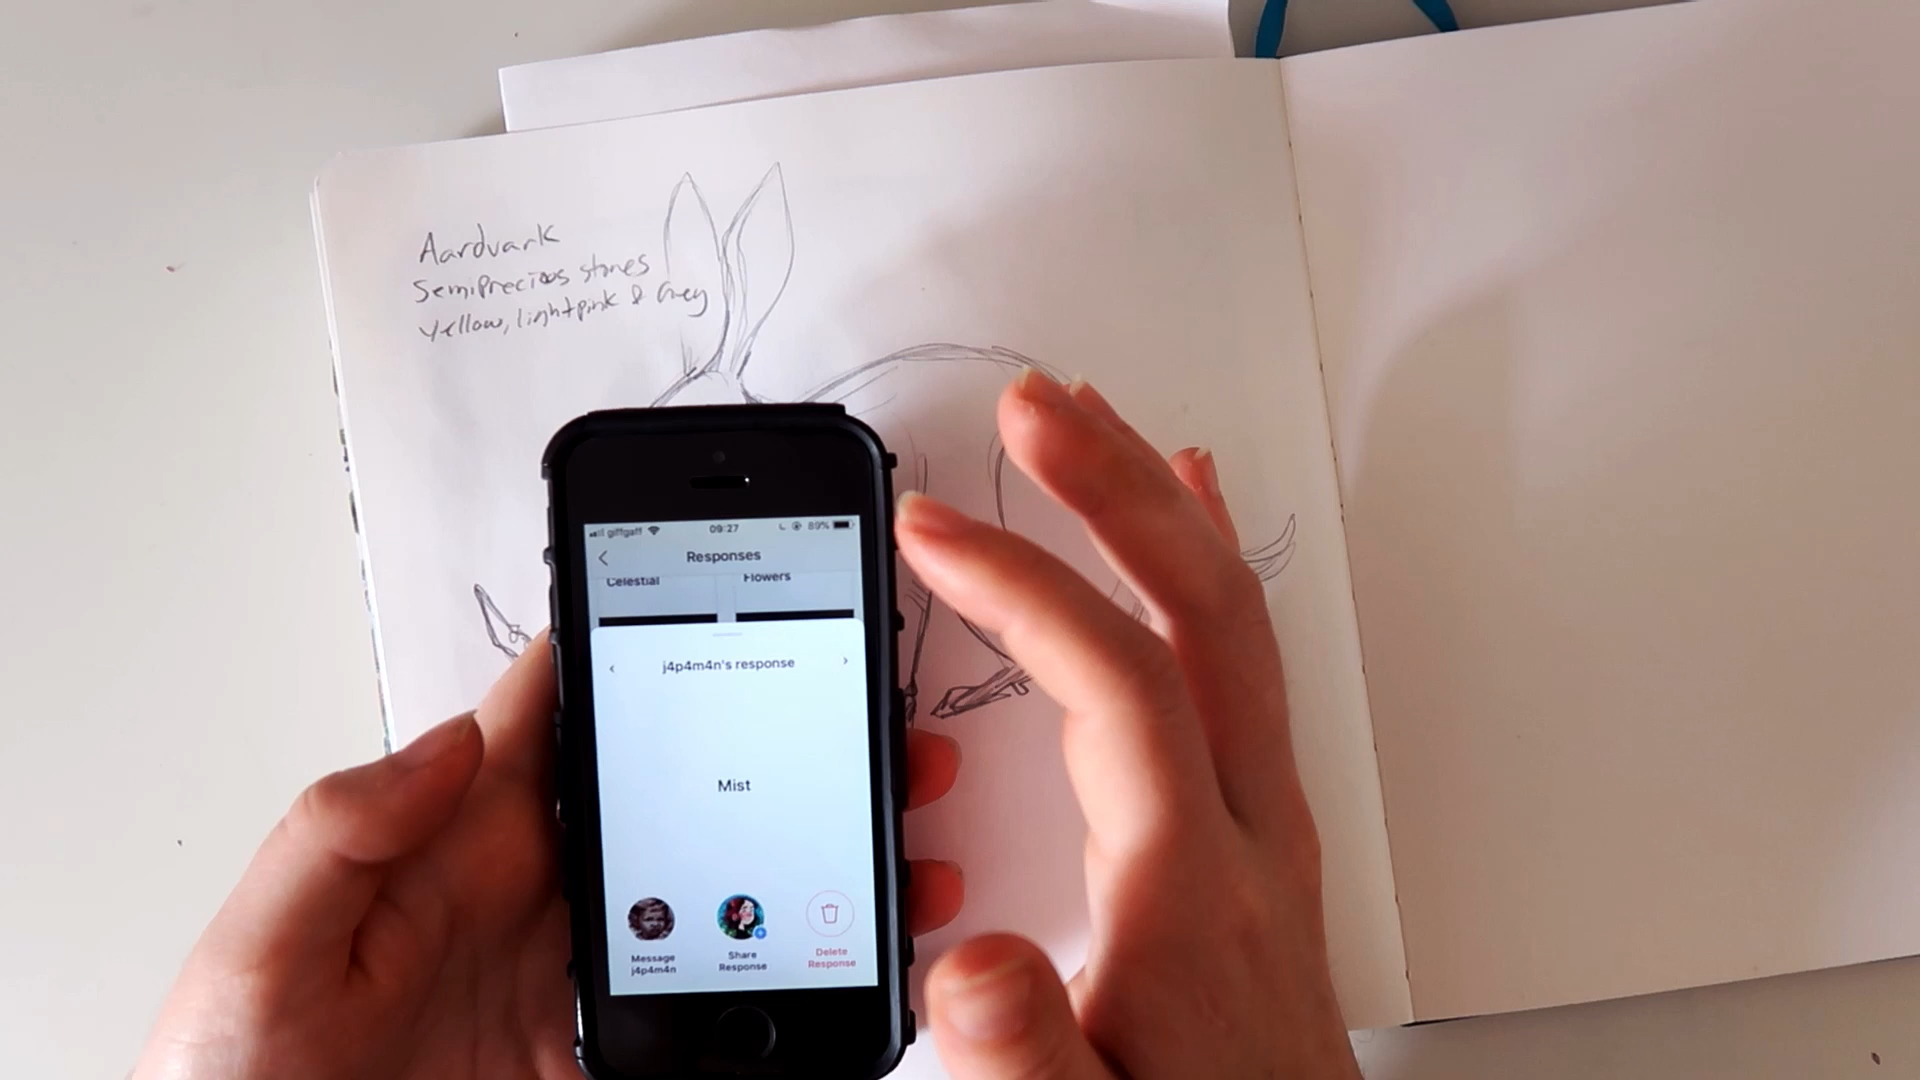 Aardvark
Semiprecios stones
Yellow, lightpink & Grey
giffgaff 09:27 89%
Responses
Celestial Flowers
j4p4m4n's response
Mist
Message j4p4m4n
Share Response
Delete Response